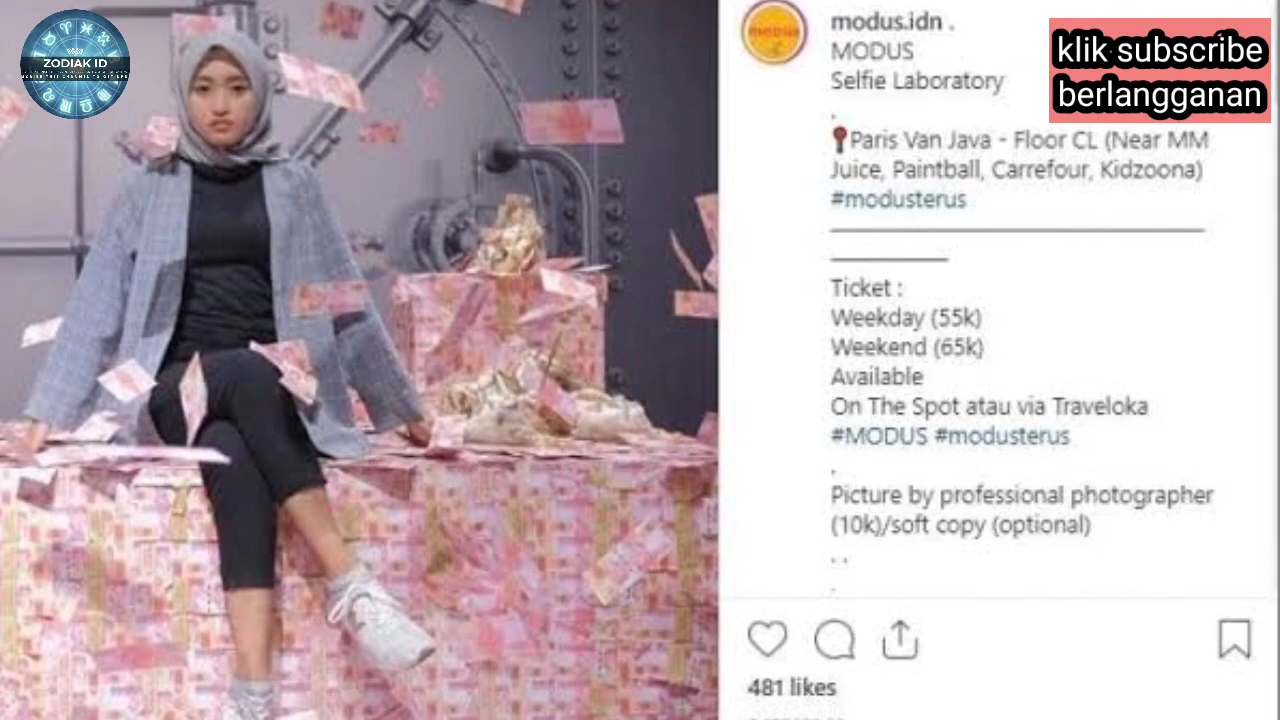 ZODIAK ID
modus.idn .
MODUS
Selfie Laboratory
.
Paris Van Java - Floor CL (Near MM
Juice, Paintball, Carrefour, Kidzoona)
#modusterus
Ticket :
Weekday (55k)
Weekend (65k)
Available
On The Spot atau via Traveloka
#MODUS #modusterus
.
Picture by professional photographer
(10k)/soft copy (optional)
. .
.
481 likes
klik subscribe
berlangganan